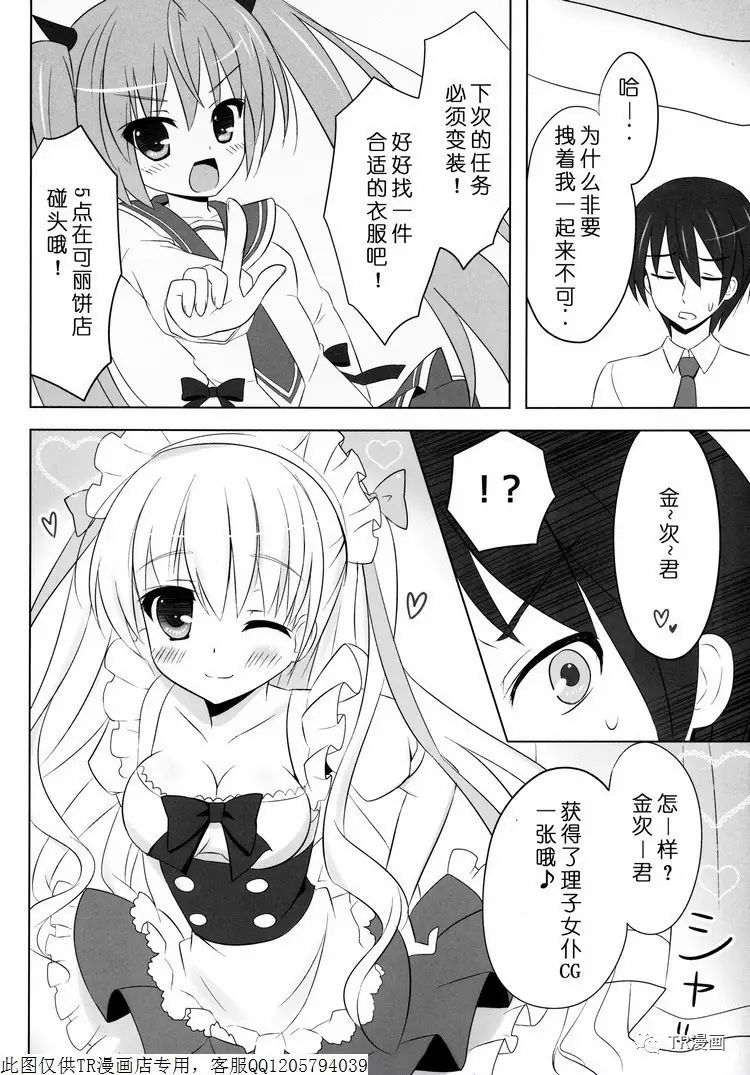 哈—··
为什么非要
拽着我一起来不可··
下次的任务
必须变装！
好好找一件
合适的衣服吧！
5点在可丽饼店
碰头哦！
金~次~君
！？
怎—样？
金次—君
获得了理子女仆CG
一张哦♪
シャッ
TR漫画
此图仅供TR漫画店专用，客服QQ1205794039